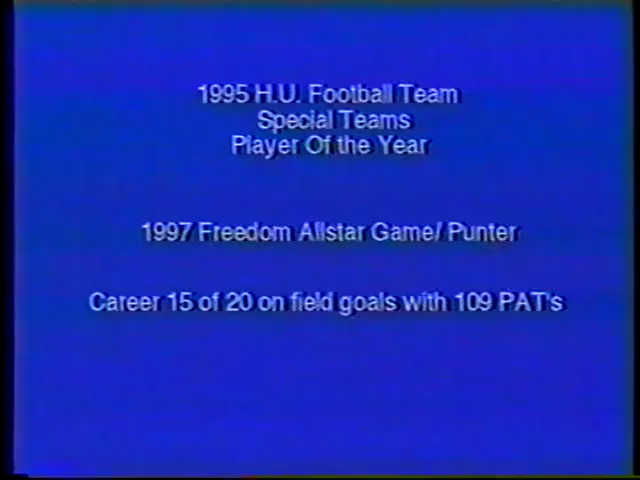 1995 H.U. Football Team
Special Teams
Player Of the Year
1997 Freedom Allstar Game/ Punter
Career 15 of 20 on field goals with 109 PAT's